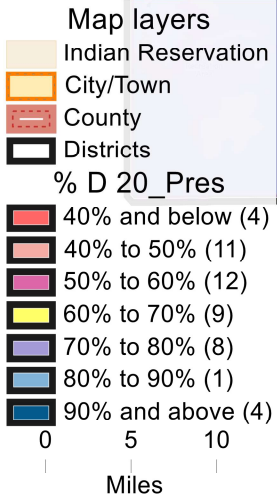 Map layers
Indian Reservation
City/Town
County
Districts
% D 20_Pres
40% and below (4)
40% to 50% (11)
50% to 60% (12)
60% to 70% (9)
70% to 80% (8)
80% to 90% (1)
90% and above (4)
0 5 10
Miles